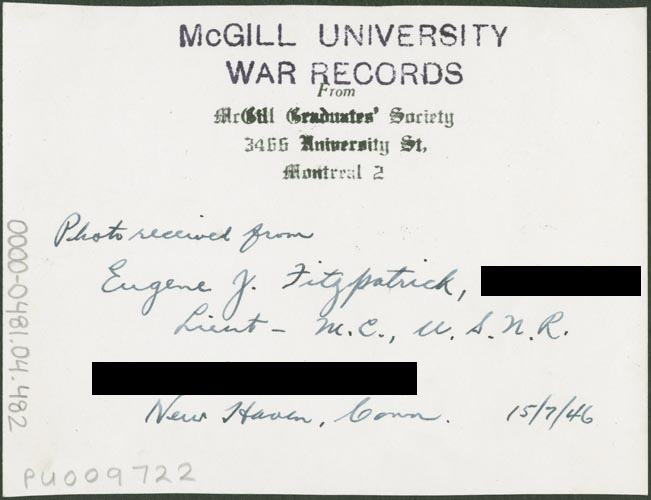 McGILL UNIVERSITY
WAR RECORDS
From
McGill Graduates' Society
3466 University St,
Montreal 2
Photo received from
Eugene J. Fitzpatrick,
Lieut - M.C., U.S.N.R.
New Haven, Conn. 15/7/46
0000-0481.04.482
PU009722